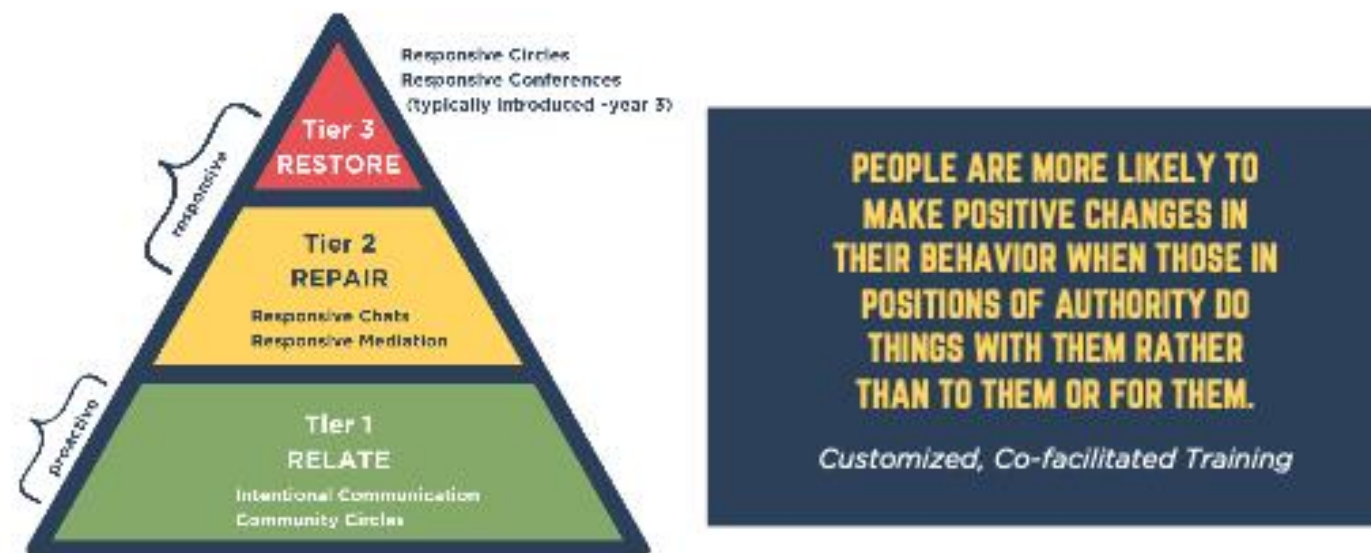 Responsive Circles
Responsive Conferences
(typically introduced -year 3)
Tier 3
RESTORE
responsive
Tier 2
REPAIR
Responsive Chats
Responsive Mediation
proactive
Tier 1
RELATE
Intentional Communication
Community Circles
PEOPLE ARE MORE LIKELY TO
MAKE POSITIVE CHANGES IN
THEIR BEHAVIOR WHEN THOSE IN
POSITIONS OF AUTHORITY DO
THINGS WITH THEM RATHER
THAN TO THEM OR FOR THEM.
Customized, Co-facilitated Training